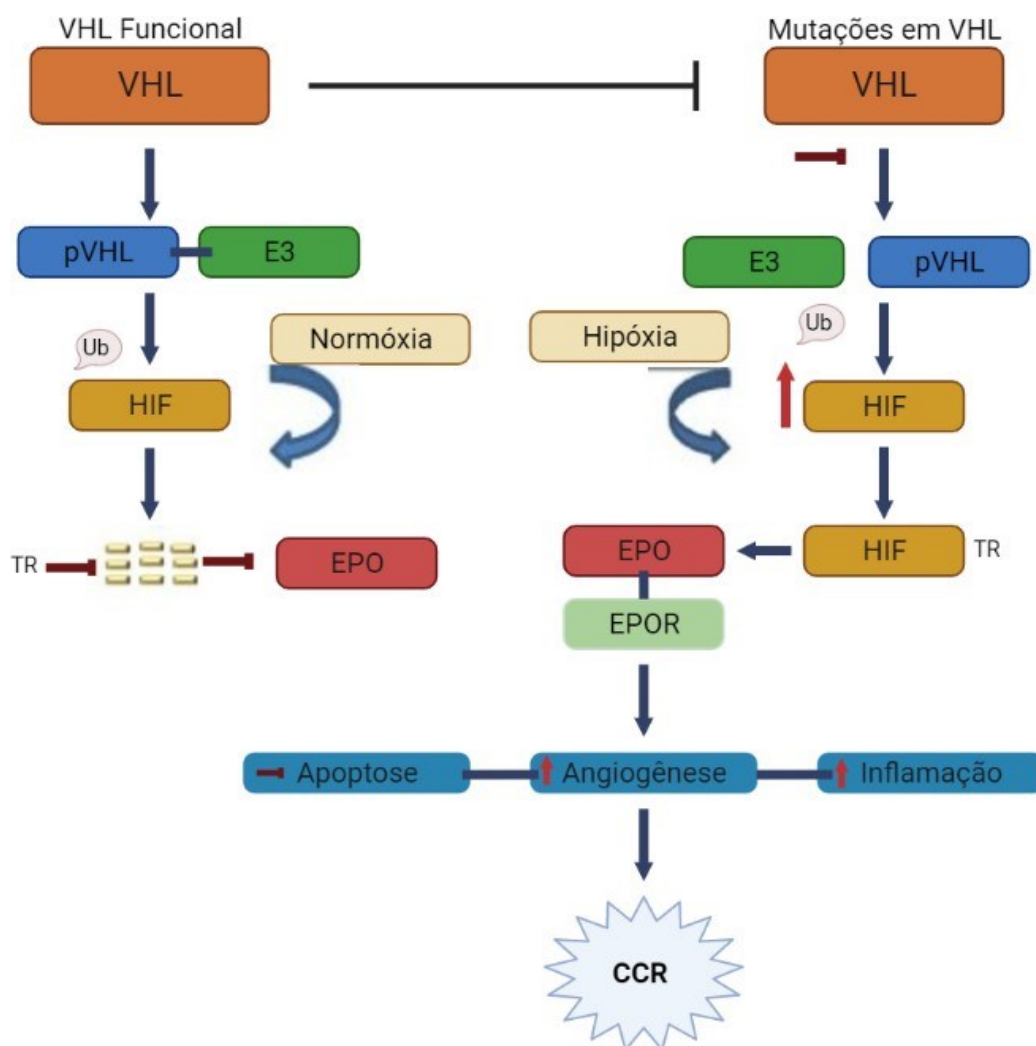 VHL Funcional
VHL
pVHL
E3
Ub
Normóxia
HIF
TR
EPO
Mutações em VHL
VHL
E3
pVHL
Ub
Hipóxia
HIF
HIF
TR
EPO
EPOR
Apoptose
Angiogênese
Inflamação
CCR